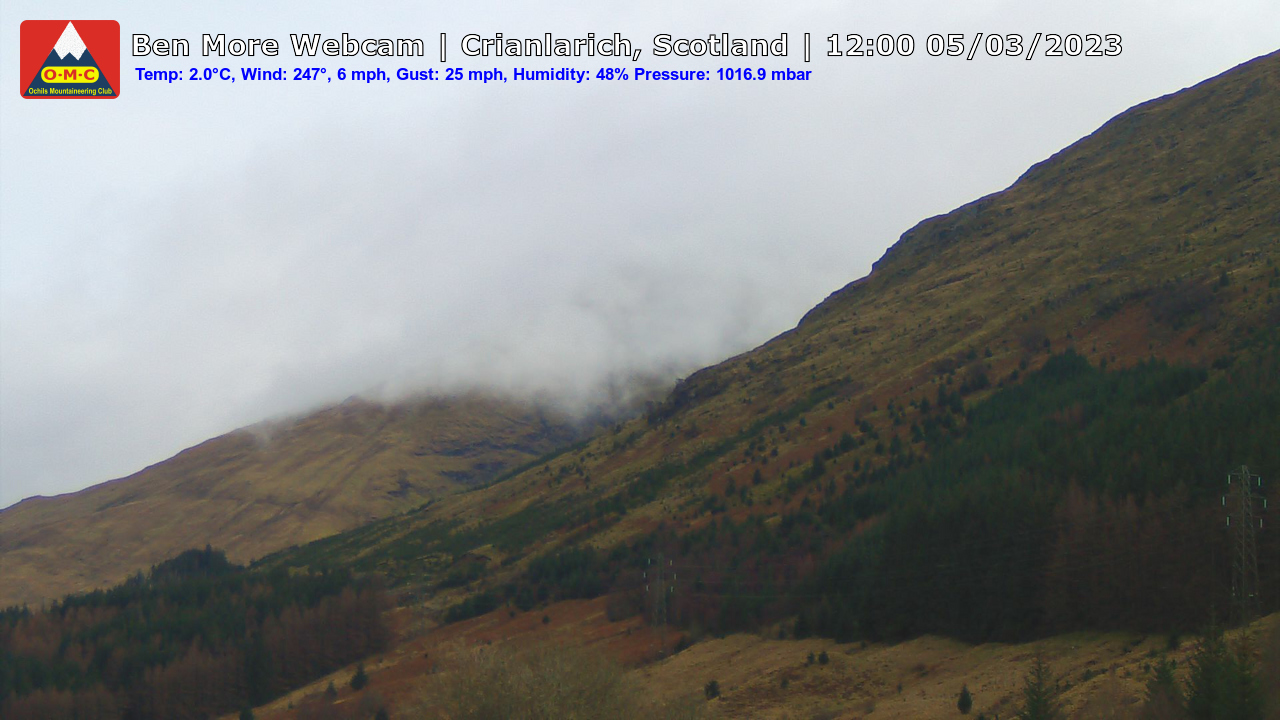 Ben More Webcam | Crianlarich, Scotland | 12:00 05/03/2023
Temp: 2.0°C, Wind: 247°, 6 mph, Gust: 25 mph, Humidity: 48% Pressure: 1016.9 mbar
O·M·C
Ochils Mountaineering Club